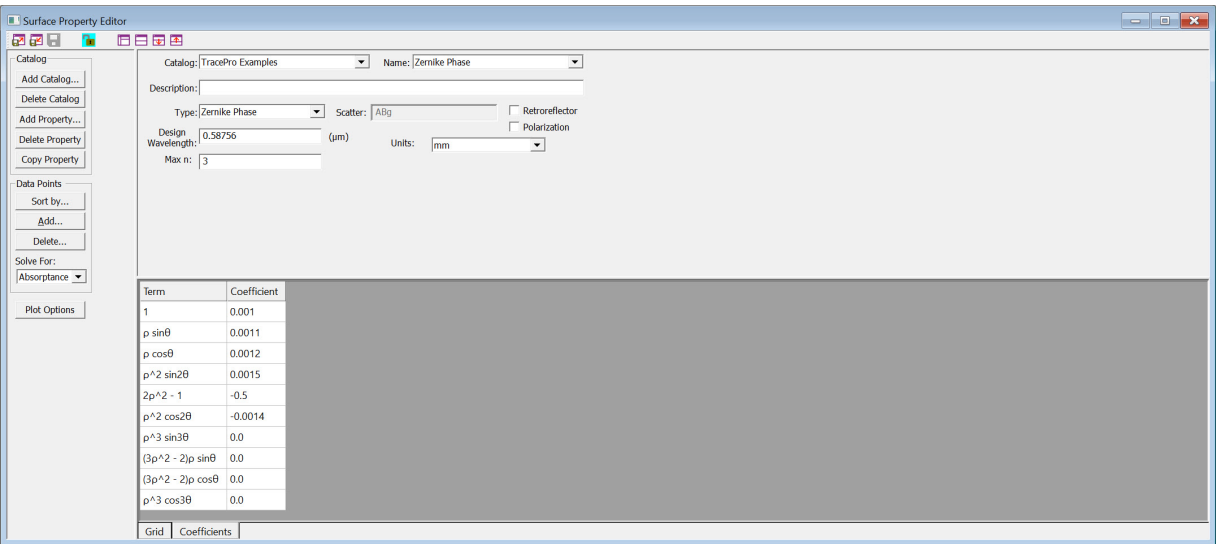 Surface Property Editor
Catalog
Add Catalog...
Delete Catalog
Add Property...
Delete Property
Copy Property
Data Points
Sort by...
Add...
Delete...
Solve For:
Absorptance
Plot Options
Catalog: TracePro Examples Name: Zernike Phase
Description:
Type: Zernike Phase Scatter: ABg Retroreflector
Polarization
Design Wavelength: 0.58756 (μm) Units: mm
Max n: 3
Term Coefficient
1 0.001
ρ sinθ 0.0011
ρ cosθ 0.0012
ρ^2 sin2θ 0.0015
2ρ^2 - 1 -0.5
ρ^2 cos2θ -0.0014
ρ^3 sin3θ 0.0
(3ρ^2 - 2)ρ sinθ 0.0
(3ρ^2 - 2)ρ cosθ 0.0
ρ^3 cos3θ 0.0
Grid Coefficients